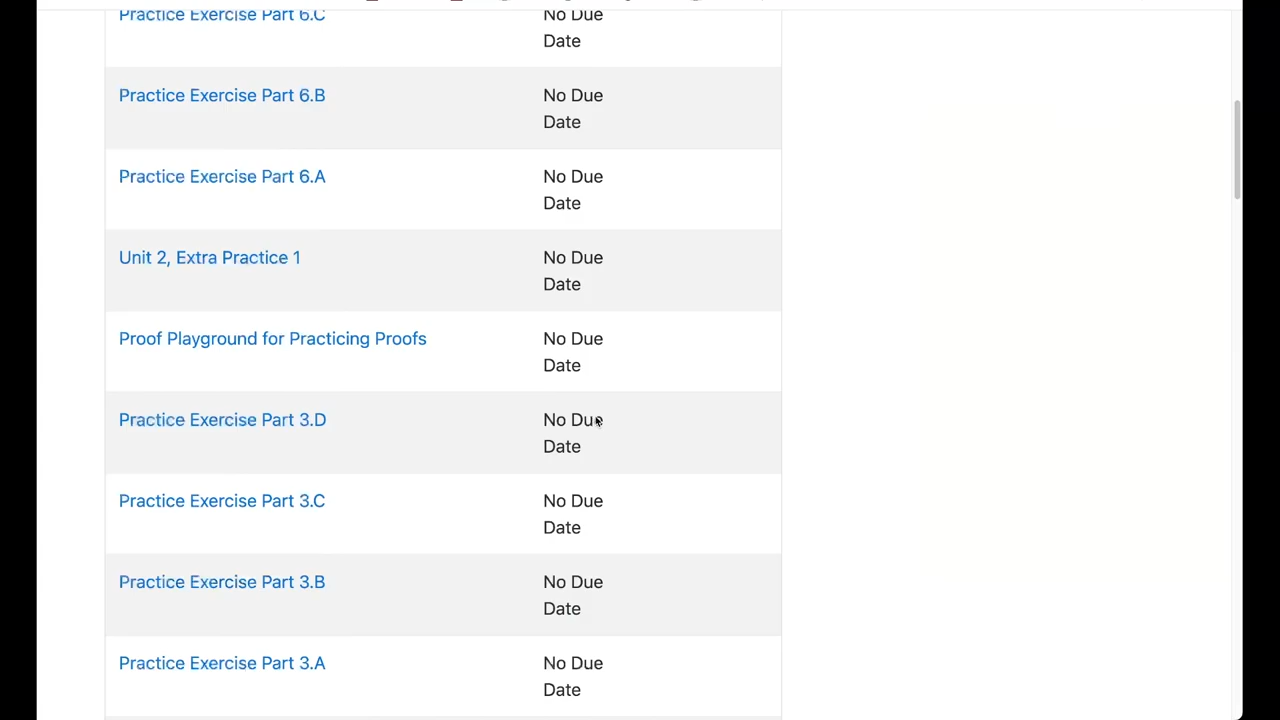 Practice Exercise Part 6.C No Due
Date
Practice Exercise Part 6.B No Due
Date
Practice Exercise Part 6.A No Due
Date
Unit 2, Extra Practice 1 No Due
Date
Proof Playground for Practicing Proofs No Due
Date
Practice Exercise Part 3.D No Due
Date
Practice Exercise Part 3.C No Due
Date
Practice Exercise Part 3.B No Due
Date
Practice Exercise Part 3.A No Due
Date